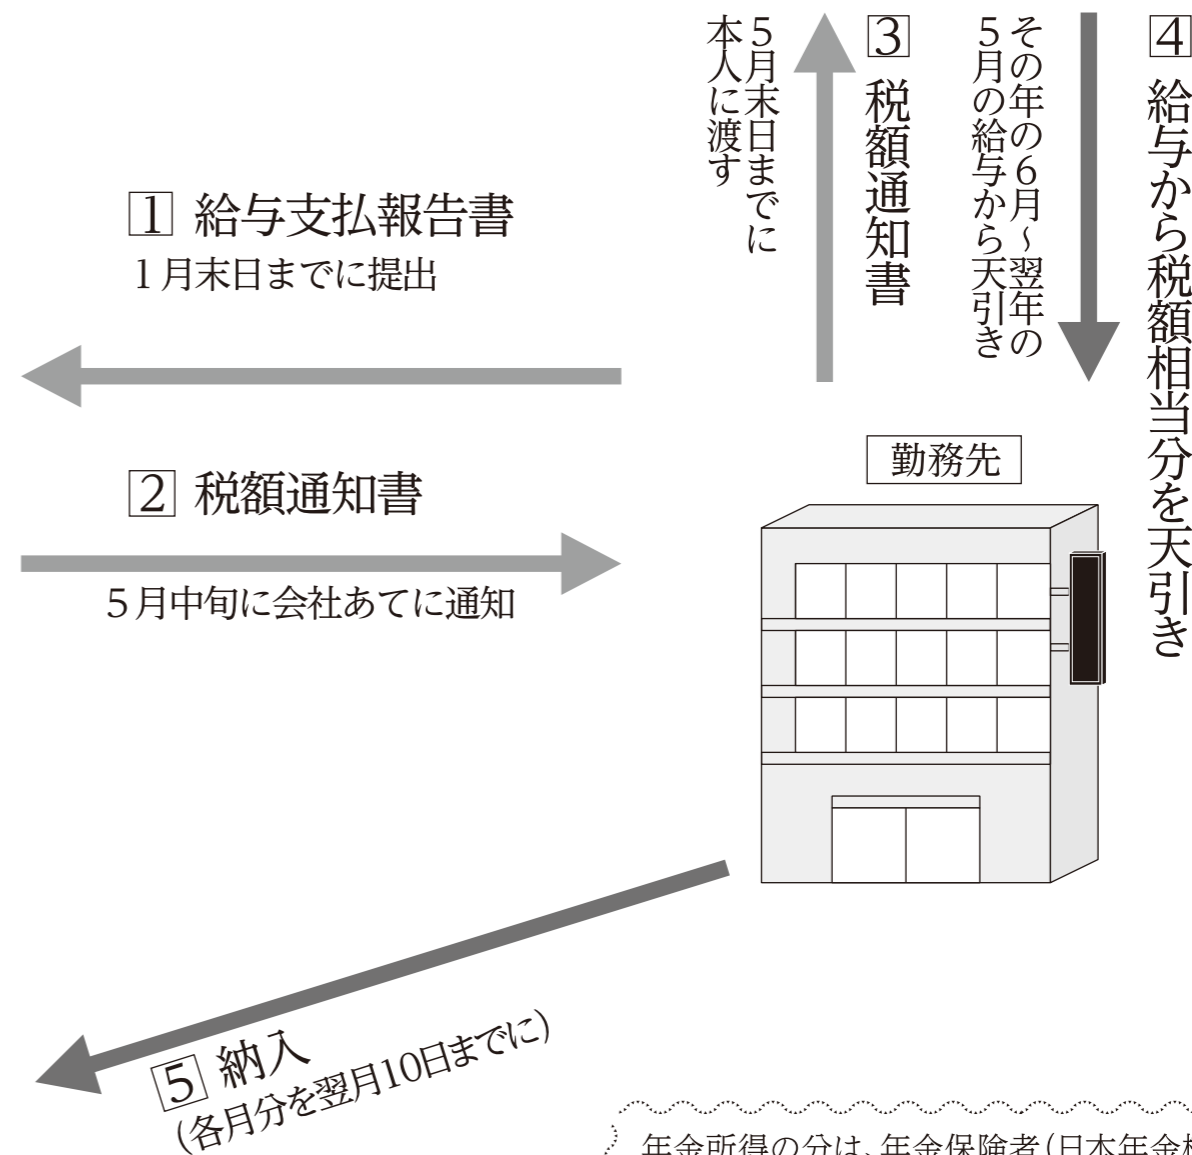 1 給与支払報告書
1月末日までに提出
2 税額通知書
5月中旬に会社あてに通知
3 税額通知書
5月末日までに
本人に渡す
4 給与から税額相当分を天引き
その年の6月～翌年の
5月の給与から天引き
勤務先
5 納入
(各月分を翌月10日までに)
年金所得の分は、年金保険者(日本年金